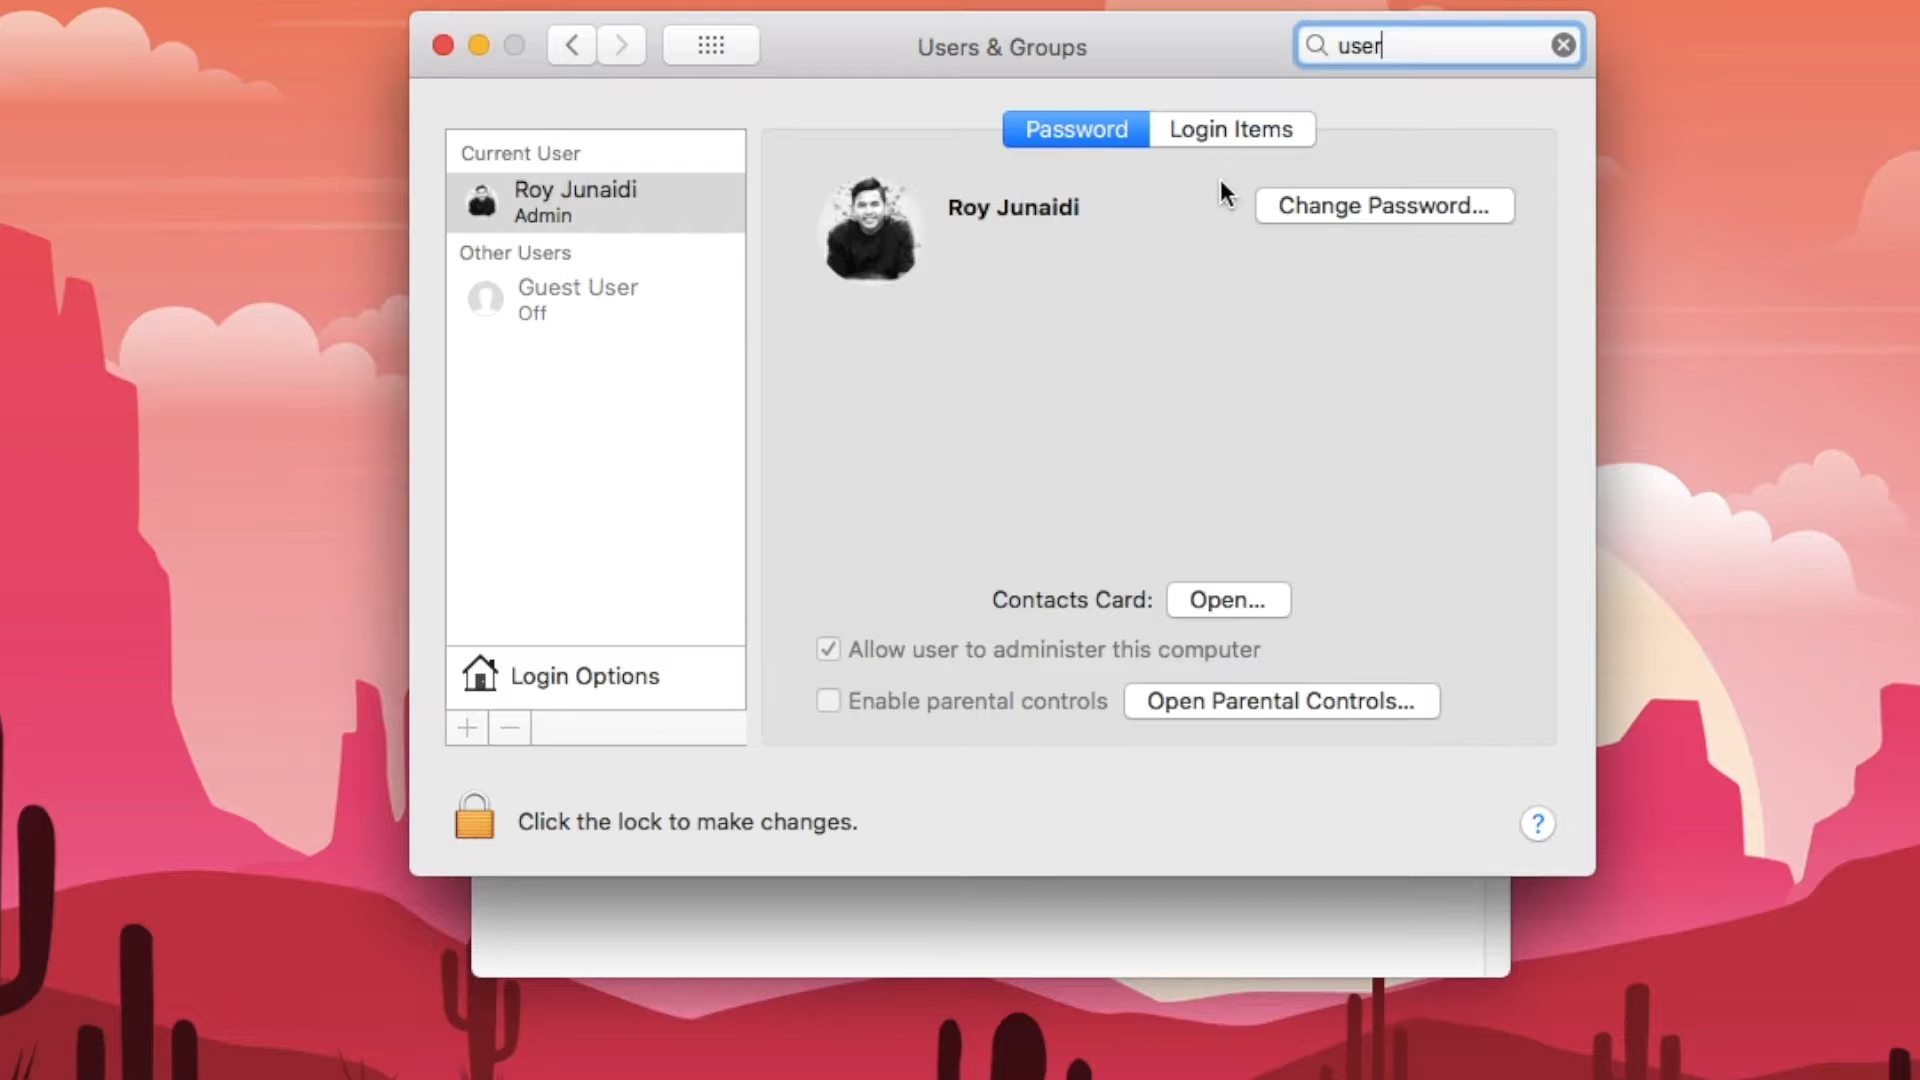 Users & Groups
user
Password
Login Items
Current User
Roy Junaidi
Admin
Other Users
Guest User
Off
Login Options
Roy Junaidi
Change Password...
Contacts Card:
Open...
Allow user to administer this computer
Enable parental controls
Open Parental Controls...
Click the lock to make changes.
?